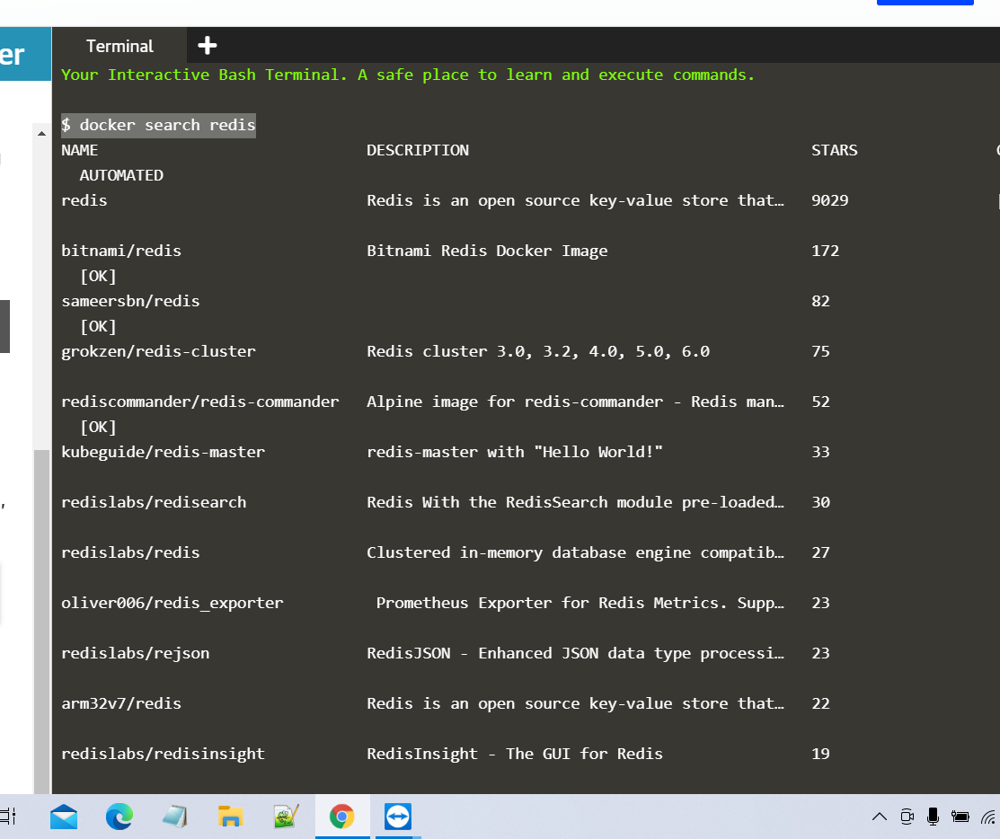 er
Terminal
Your Interactive Bash Terminal. A safe place to learn and execute commands.
$ docker search redis
NAME DESCRIPTION STARS
AUTOMATED
redis Redis is an open source key-value store that… 9029
bitnami/redis Bitnami Redis Docker Image 172
[OK]
sameersbn/redis 82
[OK]
grokzen/redis-cluster Redis cluster 3.0, 3.2, 4.0, 5.0, 6.0 75
rediscommander/redis-commander Alpine image for redis-commander - Redis man… 52
[OK]
kubeguide/redis-master redis-master with "Hello World!" 33
redislabs/redisearch Redis With the RedisSearch module pre-loaded… 30
redislabs/redis Clustered in-memory database engine compatib… 27
oliver006/redis_exporter Prometheus Exporter for Redis Metrics. Supp… 23
redislabs/rejson RedisJSON - Enhanced JSON data type processi… 23
arm32v7/redis Redis is an open source key-value store that… 22
redislabs/redisinsight RedisInsight - The GUI for Redis 19